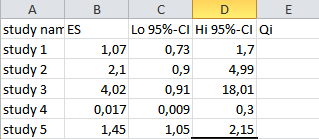 A B C D E
study nam ES Lo 95%-CI Hi 95%-CI Qi
study 1 1,07 0,73 1,7
study 2 2,1 0,9 4,99
study 3 4,02 0,91 18,01
study 4 0,017 0,009 0,3
study 5 1,45 1,05 2,15